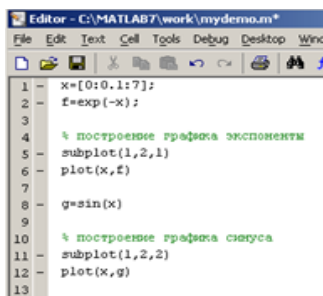 Editor - C:\MATLAB7\work\mydemo.m*
File Edit Text Cell Tools Debug Desktop
1 - x=[0:0.1:7];
2 - f=exp(-x);
3
4 % построение графика экспоненты
5 - subplot(1,2,1)
6 - plot(x,f)
7
8 - g=sin(x)
9
10 % построение графика синуса
11 - subplot(1,2,2)
12 - plot(x,g)
13